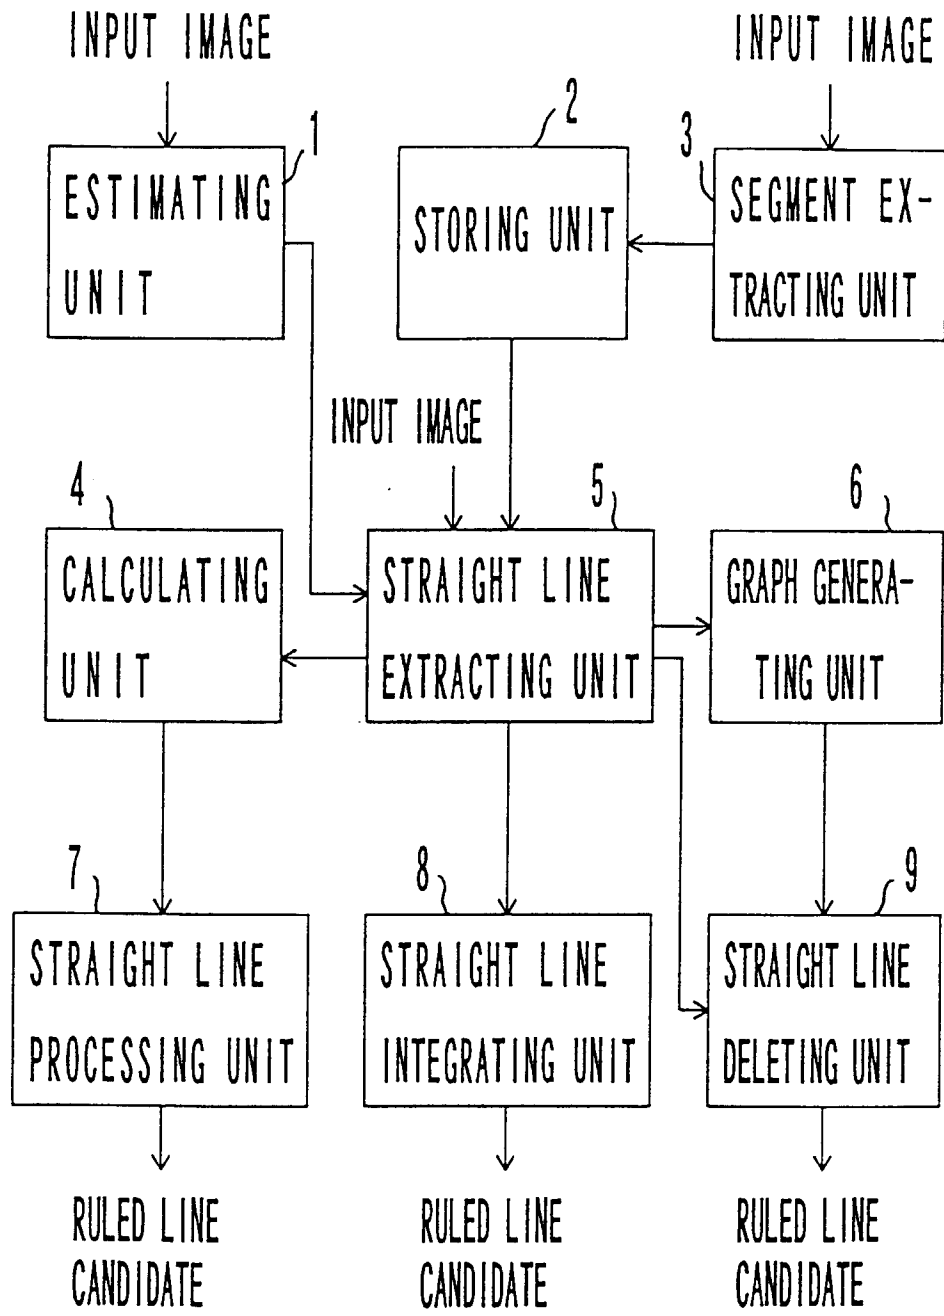 INPUT IMAGE
INPUT IMAGE
1
2
3
ESTIMATING
UNIT
STORING UNIT
SEGMENT EX-
TRACTING UNIT
INPUT IMAGE
4
5
6
CALCULATING
UNIT
STRAIGHT LINE
EXTRACTING UNIT
GRAPH GENERA-
TING UNIT
7
8
9
STRAIGHT LINE
PROCESSING UNIT
STRAIGHT LINE
INTEGRATING UNIT
STRAIGHT LINE
DELETING UNIT
RULED LINE
CANDIDATE
RULED LINE
CANDIDATE
RULED LINE
CANDIDATE